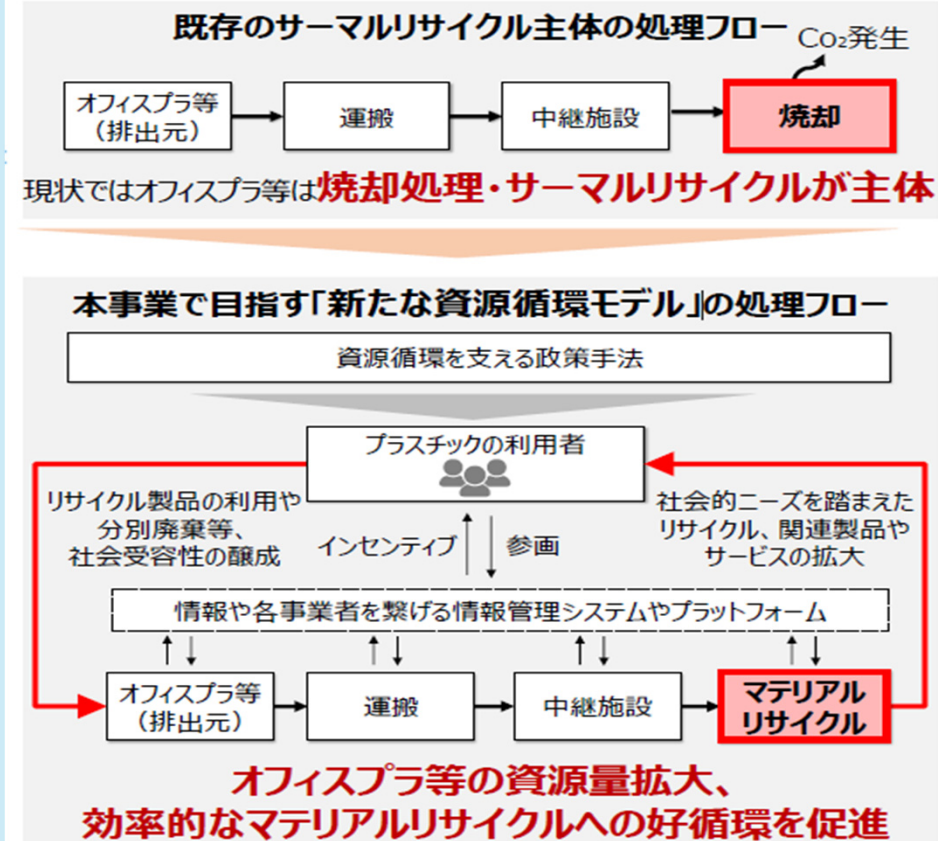 既存のサーマルリサイクル主体の処理フロー
Co₂発生
オフィスプラ等
（排出元）
運搬
中継施設
焼却
現状ではオフィスプラ等は焼却処理・サーマルリサイクルが主体
本事業で目指す「新たな資源循環モデル」の処理フロー
資源循環を支える政策手法
プラスチックの利用者
リサイクル製品の利用や
分別廃棄等、
社会受容性の醸成
インセンティブ
参画
社会的ニーズを踏まえた
リサイクル、関連製品や
サービスの拡大
情報や各事業者を繋げる情報管理システムやプラットフォーム
オフィスプラ等
（排出元）
運搬
中継施設
マテリアル
リサイクル
オフィスプラ等の資源量拡大、
効率的なマテリアルリサイクルへの好循環を促進